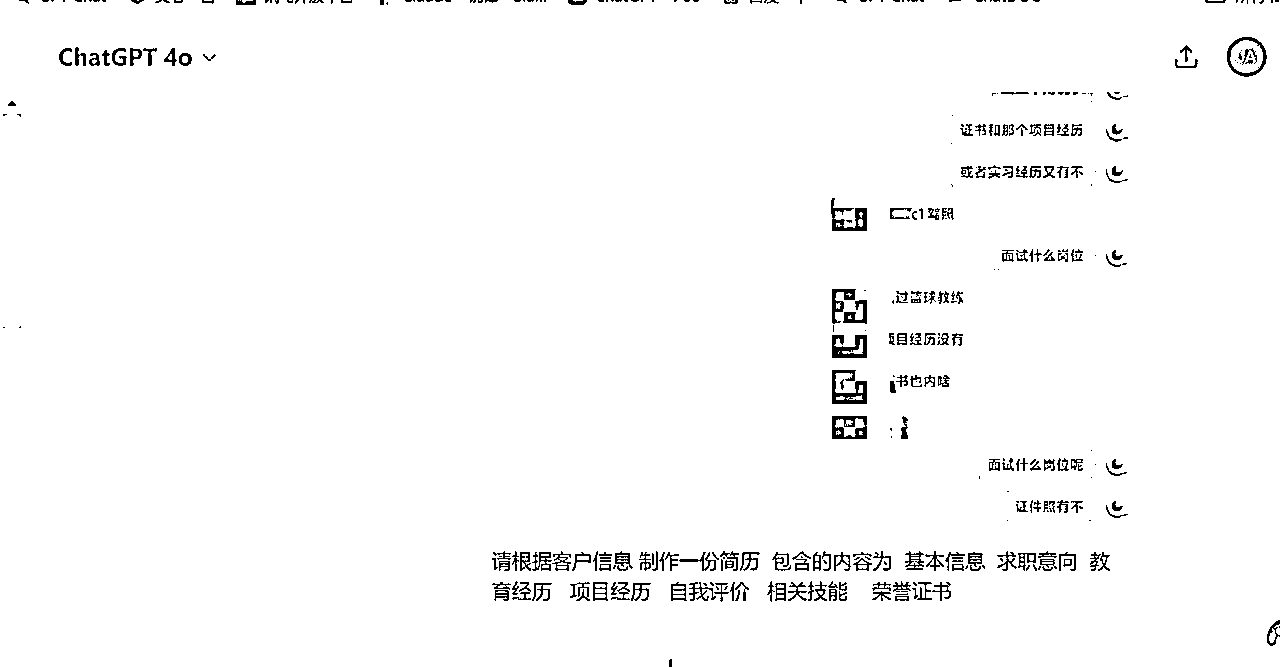 ChatGPT 4o
证书和那个项目经历
或者实习经历又有不
c1驾照
面试什么岗位
过篮球教练
项目经历没有
书也内啥
面试什么岗位呢
证件照有不
请根据客户信息 制作一份简历 包含的内容为 基本信息 求职意向 教
育经历 项目经历 自我评价 相关技能 荣誉证书